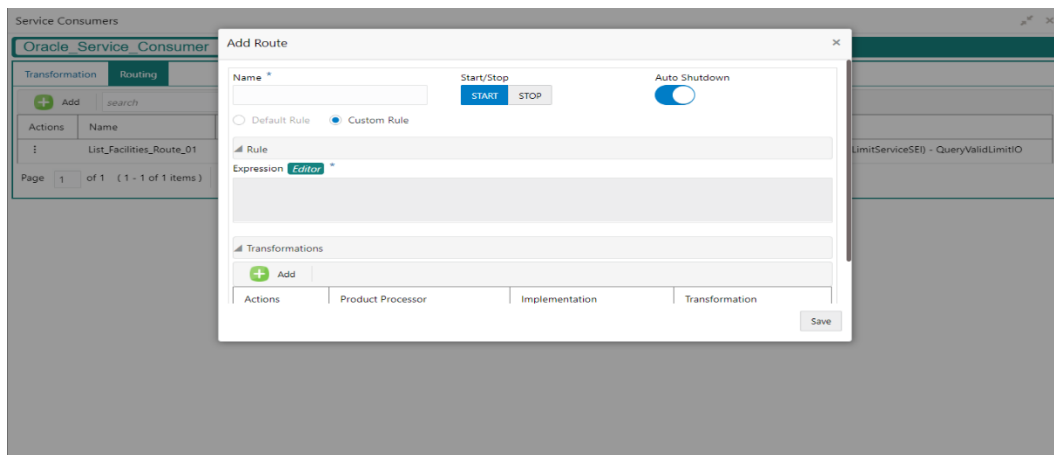 Service Consumers
Oracle_Service_Consumer
Transformation Routing
Add search
Actions Name
List_Facilities_Route_01
LimitServiceSEI) - QueryValidLimitIO
Page 1 of 1 (1 - 1 of 1 items)
Add Route
Name *
Start/Stop
Auto Shutdown
START STOP
Default Rule Custom Rule
Rule
Expression Editor *
Transformations
Add
Actions Product Processor Implementation Transformation
Save